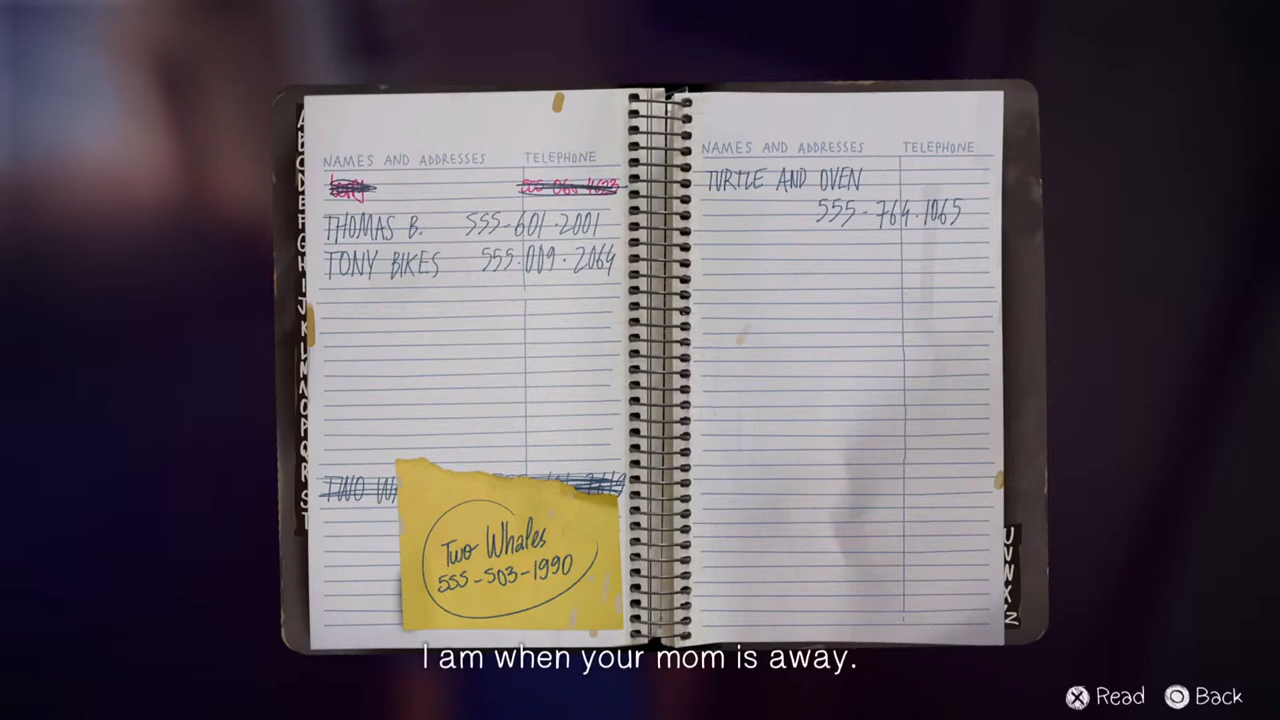 A
B
C
D
E
F
G
H
I
J
K
L
M
N
O
P
Q
R
S
T
NAMES AND ADDRESSES TELEPHONE
THOMAS B. 555-601-2001
TONY BIKES 555-009-2064
TWO
Two Whales
555-503-1990
NAMES AND ADDRESSES TELEPHONE
TURTLE AND OVEN
555-764-1065
U
V
W
X
Z
I am when your mom is away.
Read Back